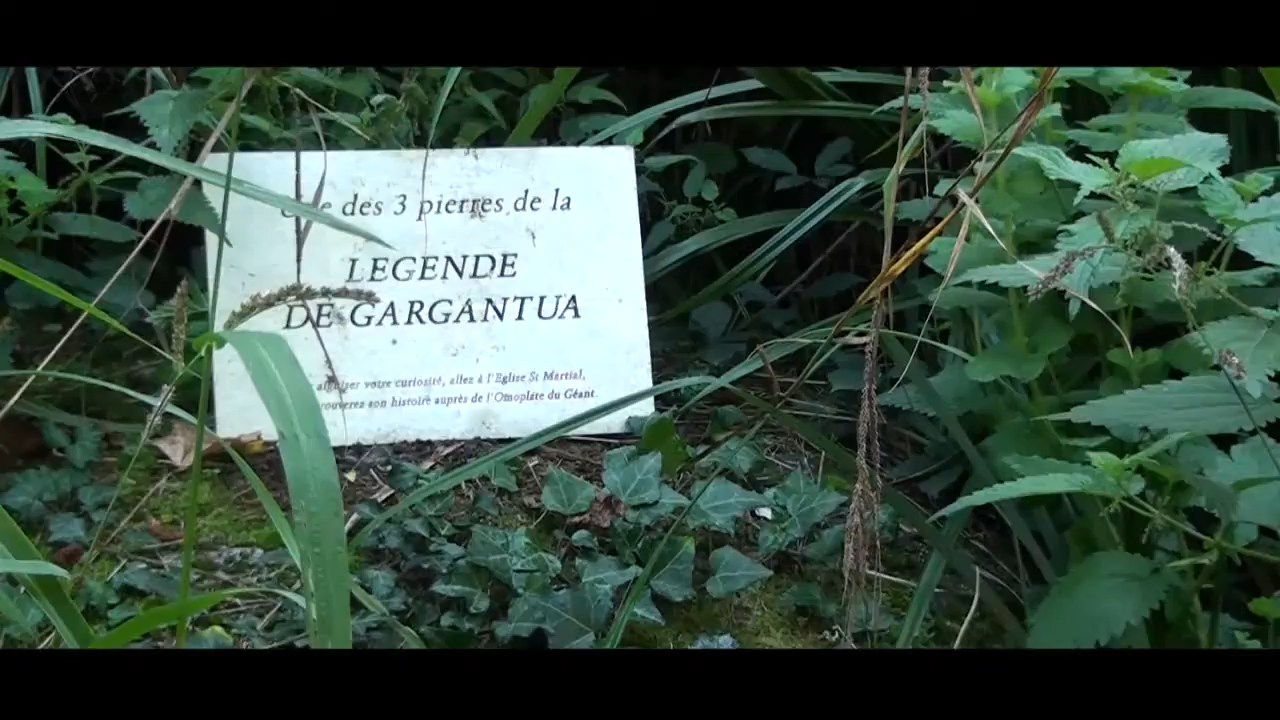 des 3 pierres de la
LEGENDE
DE GARGANTUA
votre curiosité, allez à l'Eglise St Martial,
son histoire auprès de l'Omoplate du Géant.